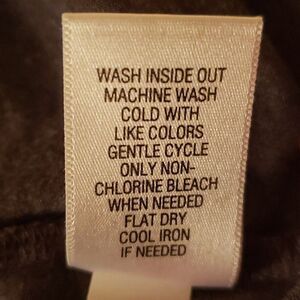 WASH INSIDE OUT
MACHINE WASH
COLD WITH
LIKE COLORS
GENTLE CYCLE
ONLY NON-
CHLORINE BLEACH
WHEN NEEDED
FLAT DRY
COOL IRON
IF NEEDED